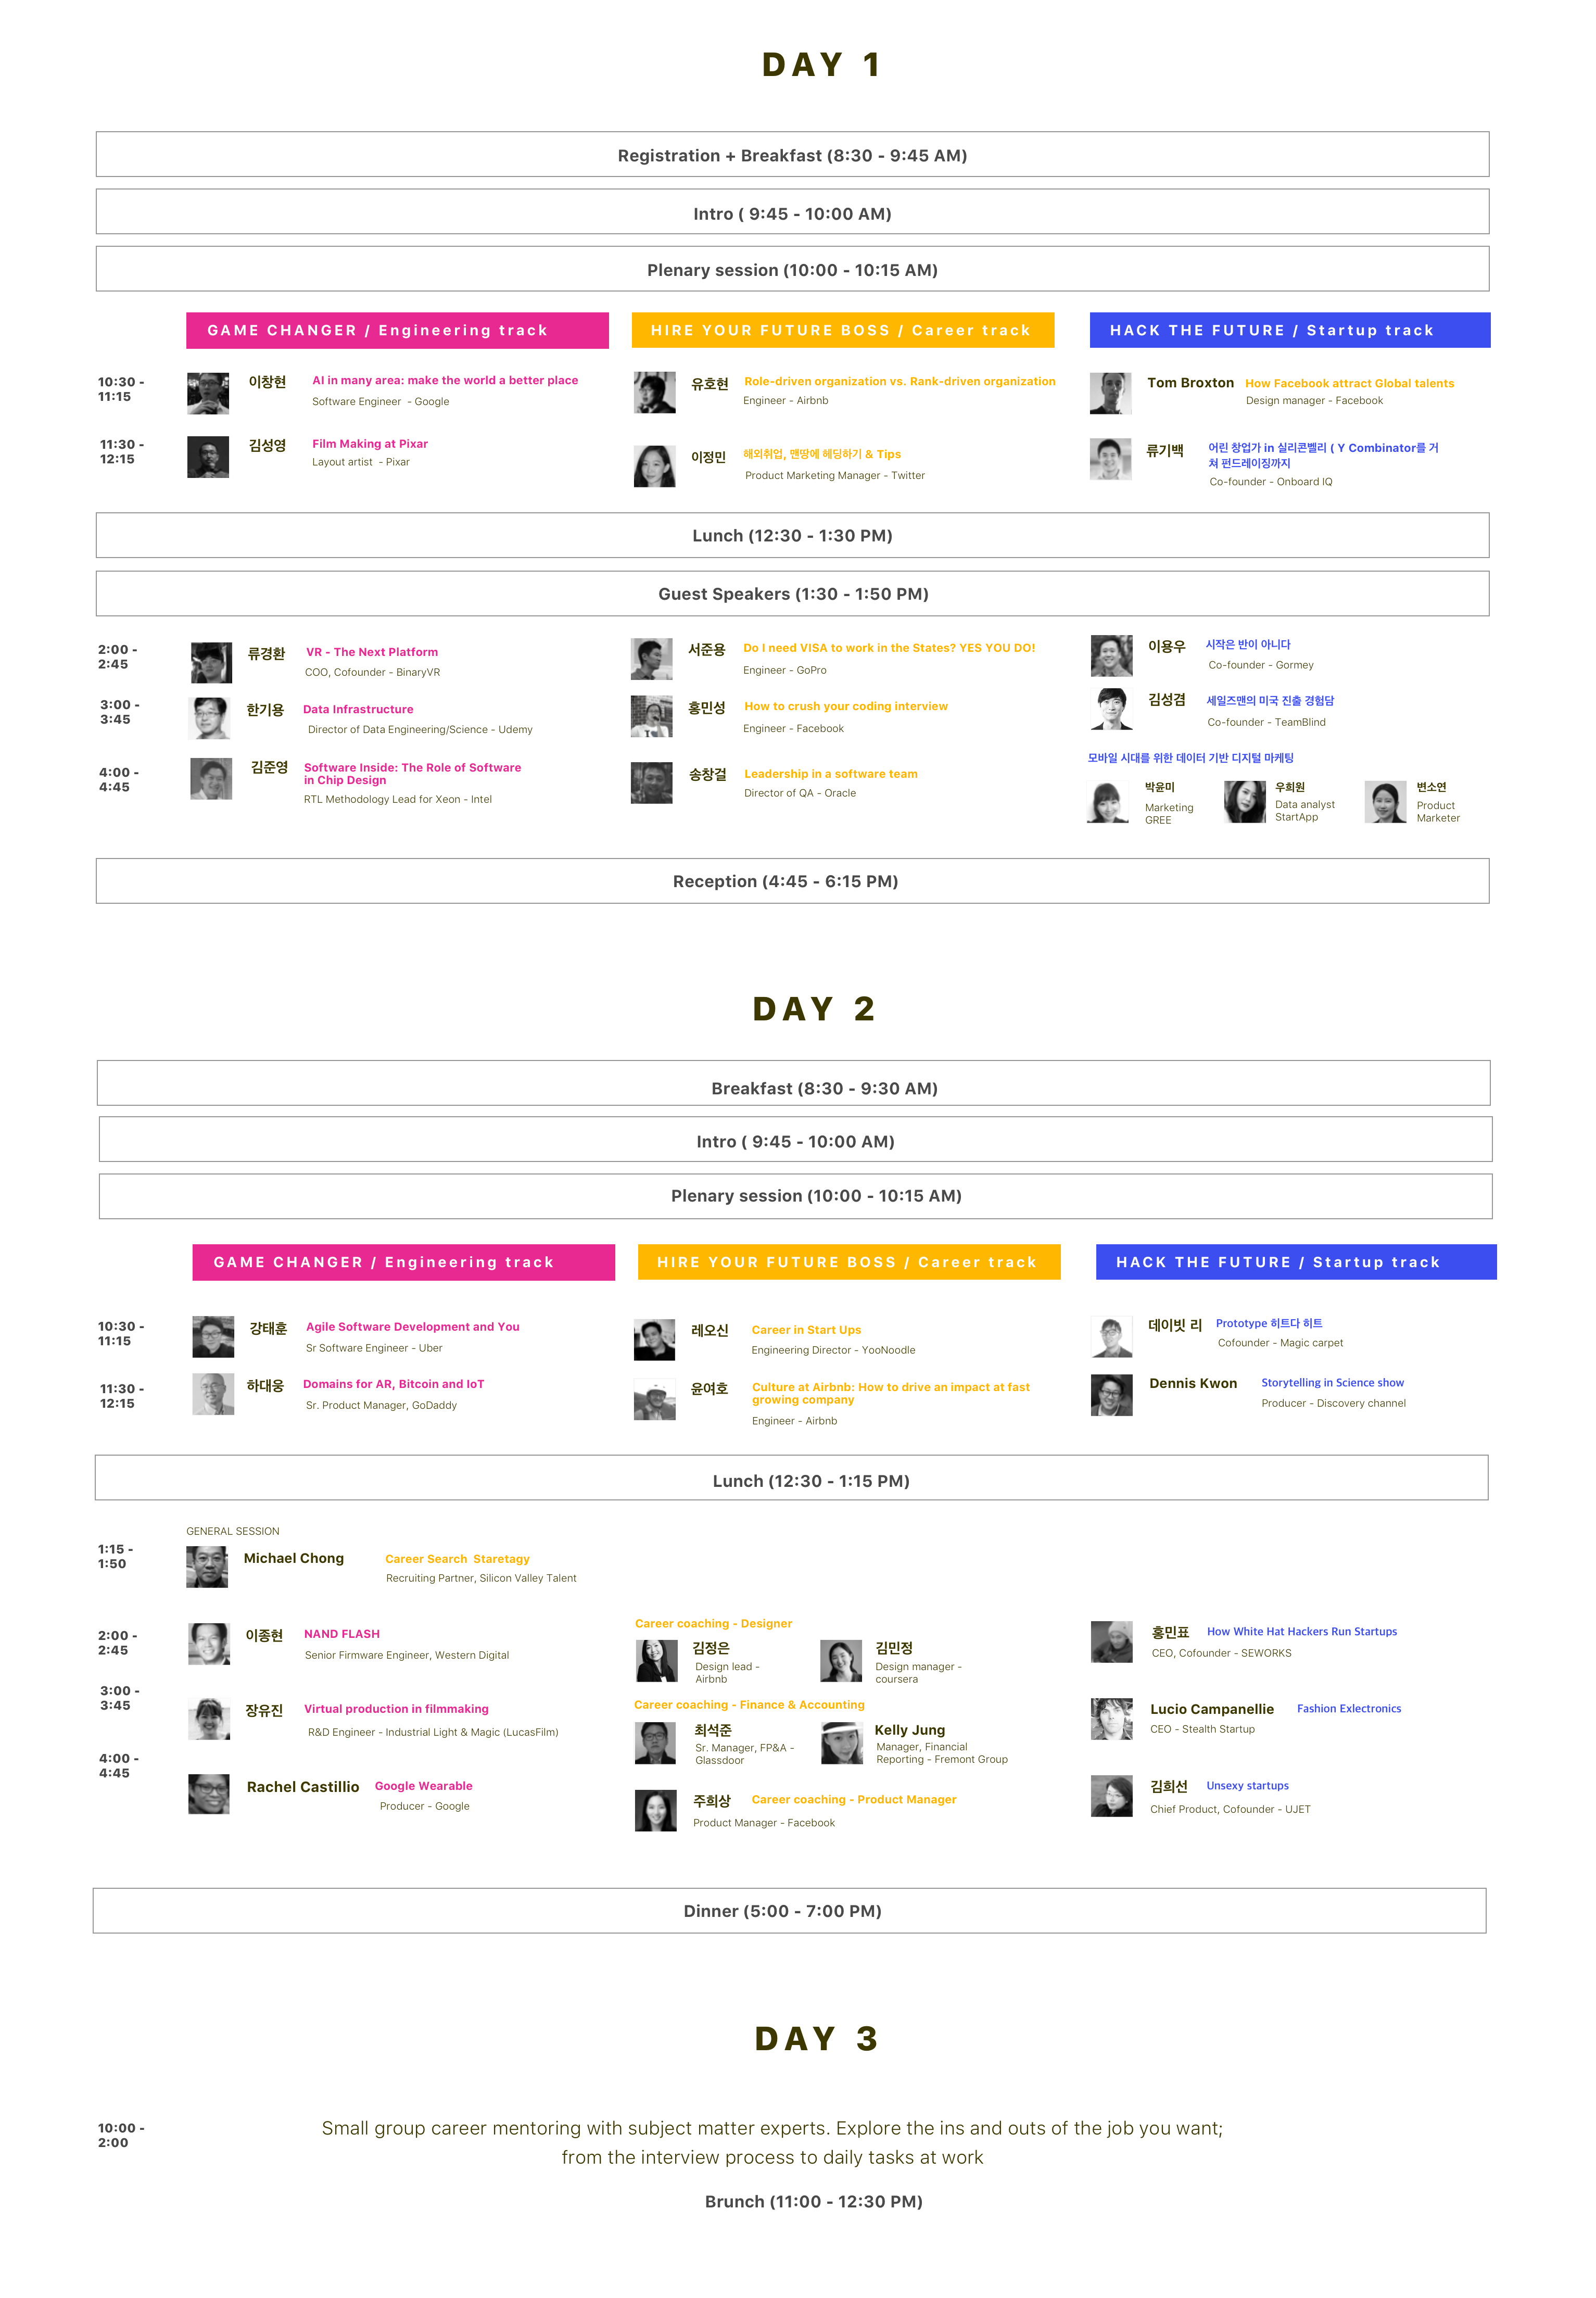 DAY 1
Registration + Breakfast (8:30 - 9:45 AM)
Intro ( 9:45 - 10:00 AM)
Plenary session (10:00 - 10:15 AM)
GAME CHANGER / Engineering track
HIRE YOUR FUTURE BOSS / Career track
HACK THE FUTURE / Startup track
10:30 -
11:15
이창현
AI in many area: make the world a better place
Software Engineer - Google
유호현
Role-driven organization vs. Rank-driven organization
Engineer - Airbnb
Tom Broxton
How Facebook attract Global talents
Design manager - Facebook
11:30 -
12:15
김성영
Film Making at Pixar
Layout artist - Pixar
이정민
해외취업, 맨땅에 헤딩하기 & Tips
Product Marketing Manager - Twitter
류기백
어린 창업가 in 실리콘벨리 ( Y Combinator를 거
쳐 펀드레이징까지
Co-founder - Onboard IQ
Lunch (12:30 - 1:30 PM)
Guest Speakers (1:30 - 1:50 PM)
2:00 -
2:45
류경환
VR - The Next Platform
COO, Cofounder - BinaryVR
서준용
Do I need VISA to work in the States? YES YOU DO!
Engineer - GoPro
이용우
시작은 반이 아니다
Co-founder - Gormey
3:00 -
3:45
한기용
Data Infrastructure
Director of Data Engineering/Science - Udemy
홍민성
How to crush your coding interview
Engineer - Facebook
김성겸
세일즈맨의 미국 진출 경험담
Co-founder - TeamBlind
4:00 -
4:45
김준영
Software Inside: The Role of Software
in Chip Design
RTL Methodology Lead for Xeon - Intel
송창걸
Leadership in a software team
Director of QA - Oracle
모바일 시대를 위한 데이터 기반 디지털 마케팅
박윤미
Marketing
GREE
우희원
Data analyst
StartApp
변소연
Product
Marketer
Reception (4:45 - 6:15 PM)
DAY 2
Breakfast (8:30 - 9:30 AM)
Intro ( 9:45 - 10:00 AM)
Plenary session (10:00 - 10:15 AM)
GAME CHANGER / Engineering track
HIRE YOUR FUTURE BOSS / Career track
HACK THE FUTURE / Startup track
10:30 -
11:15
강태훈
Agile Software Development and You
Sr Software Engineer - Uber
레오신
Career in Start Ups
Engineering Director - YooNoodle
데이빗 리
Prototype 히트다 히트
Cofounder - Magic carpet
11:30 -
12:15
하대웅
Domains for AR, Bitcoin and IoT
Sr. Product Manager, GoDaddy
윤여호
Culture at Airbnb: How to drive an impact at fast
growing company
Engineer - Airbnb
Dennis Kwon
Storytelling in Science show
Producer - Discovery channel
Lunch (12:30 - 1:15 PM)
GENERAL SESSION
1:15 -
1:50
Michael Chong
Career Search Staretagy
Recruiting Partner, Silicon Valley Talent
2:00 -
2:45
이종현
NAND FLASH
Senior Firmware Engineer, Western Digital
Career coaching - Designer
김정은
Design lead -
Airbnb
김민정
Design manager -
coursera
홍민표
How White Hat Hackers Run Startups
CEO, Cofounder - SEWORKS
3:00 -
3:45
장유진
Virtual production in filmmaking
R&D Engineer - Industrial Light & Magic (LucasFilm)
Career coaching - Finance & Accounting
최석준
Sr. Manager, FP&A -
Glassdoor
Kelly Jung
Manager, Financial
Reporting - Fremont Group
Lucio Campanellie
Fashion Exlectronics
CEO - Stealth Startup
4:00 -
4:45
Rachel Castillio
Google Wearable
Producer - Google
주희상
Career coaching - Product Manager
Product Manager - Facebook
김희선
Unsexy startups
Chief Product, Cofounder - UJET
Dinner (5:00 - 7:00 PM)
DAY 3
10:00 -
2:00
Small group career mentoring with subject matter experts. Explore the ins and outs of the job you want;
from the interview process to daily tasks at work
Brunch (11:00 - 12:30 PM)